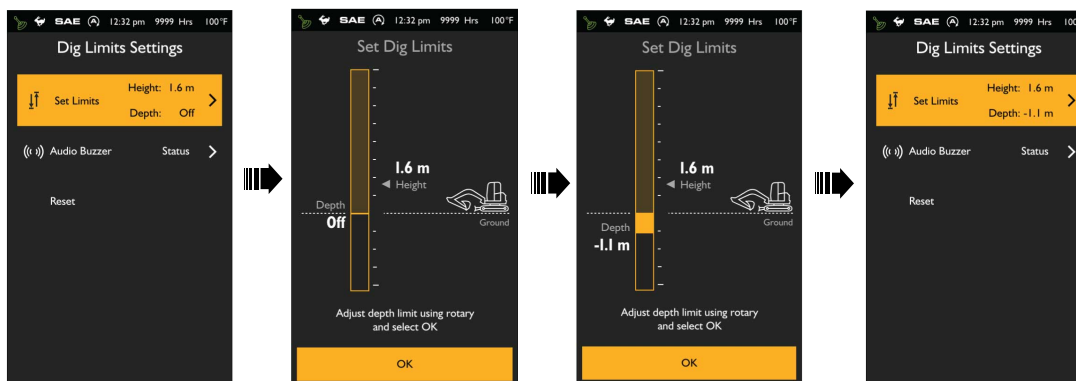 SAE A 12:32 pm 9999 Hrs 100°F
Dig Limits Settings
Set Limits
Height: 1.6 m
Depth: Off
Audio Buzzer Status
Reset
SAE A 12:32 pm 9999 Hrs 100°F
Set Dig Limits
1.6 m
Height
Depth
Off
Ground
Adjust depth limit using rotary
and select OK
OK
SAE A 12:32 pm 9999 Hrs 100°F
Set Dig Limits
1.6 m
Height
Depth
-1.1 m
Ground
Adjust depth limit using rotary
and select OK
OK
SAE A 12:32 pm 9999 Hrs 100
Dig Limits Settings
Set Limits
Height: 1.6 m
Depth: -1.1 m
Audio Buzzer Status
Reset